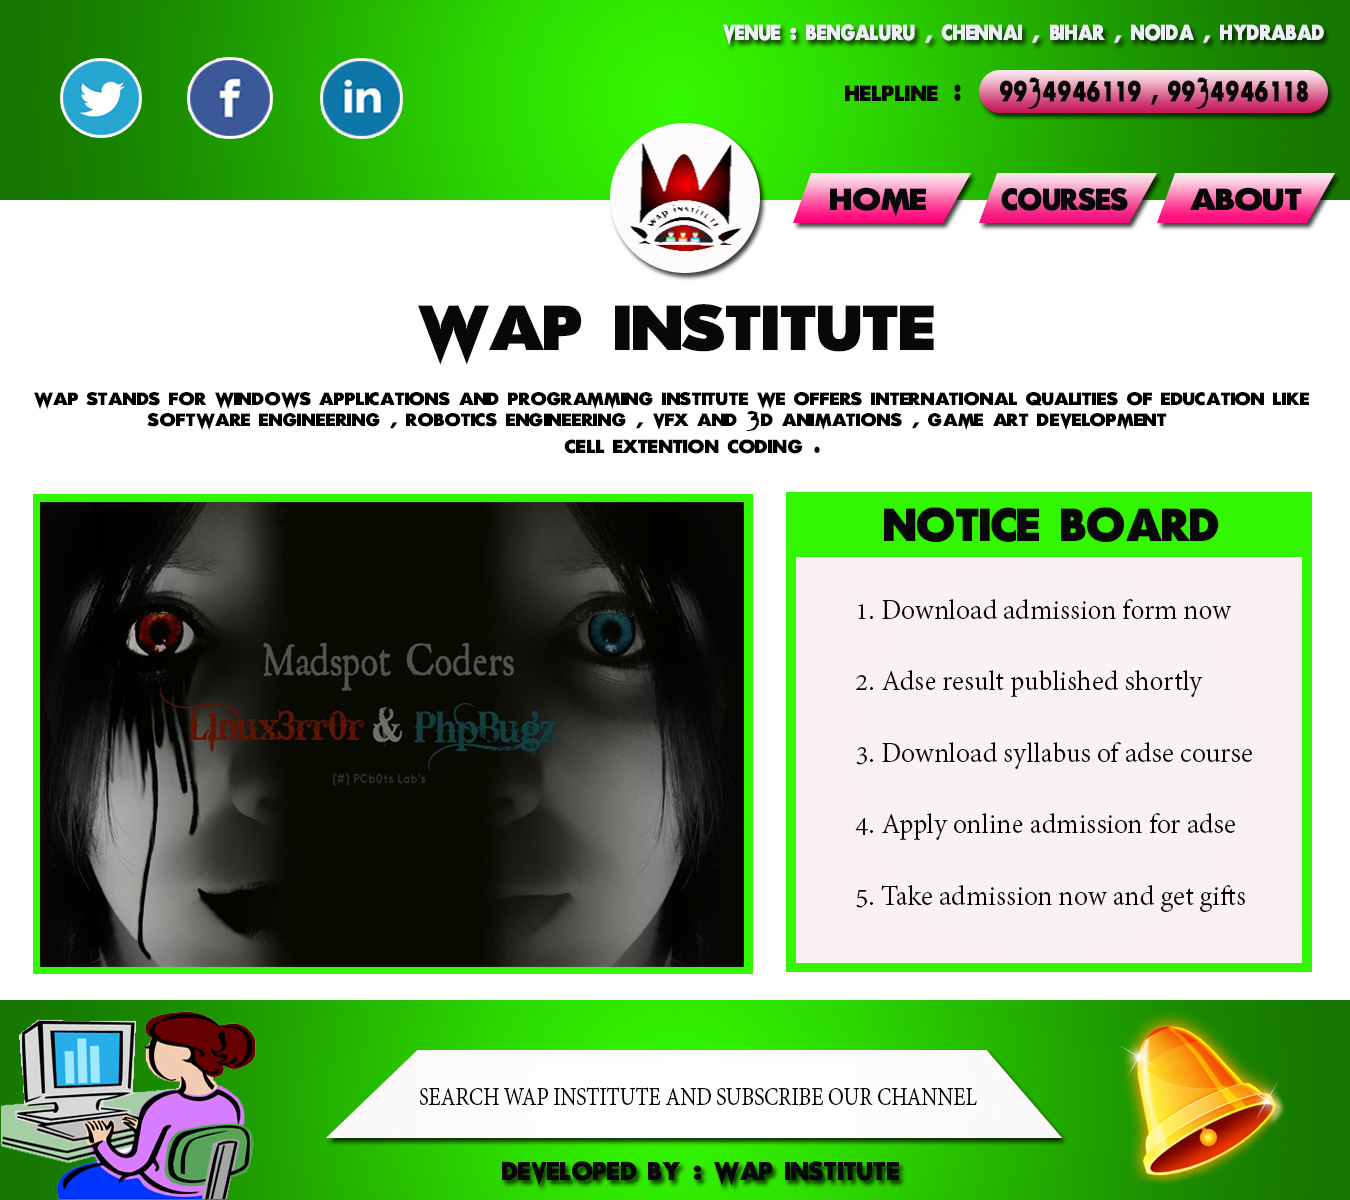 VENUE : BENGALURU , CHENNAI , BIHAR , NOIDA , HYDRABAD
HELPLINE : 9934946119 , 9934946118
WAP INSTITUTE
HOME COURSES ABOUT
WAP INSTITUTE
WAP STANDS FOR WINDOWS APPLICATIONS AND PROGRAMMING INSTITUTE WE OFFERS INTERNATIONAL QUALITIES OF EDUCATION LIKE
SOFTWARE ENGINEERING , ROBOTICS ENGINEERING , VFX AND 3D ANIMATIONS , GAME ART DEVELOPMENT
CELL EXTENTION CODING .
Madspot Coders
L1nux3rr0r & PhpBugz
[#] PCb0ts Lab's
NOTICE BOARD
1. Download admission form now
2. Adse result published shortly
3. Download syllabus of adse course
4. Apply online admission for adse
5. Take admission now and get gifts
SEARCH WAP INSTITUTE AND SUBSCRIBE OUR CHANNEL
DEVELOPED BY : WAP INSTITUTE